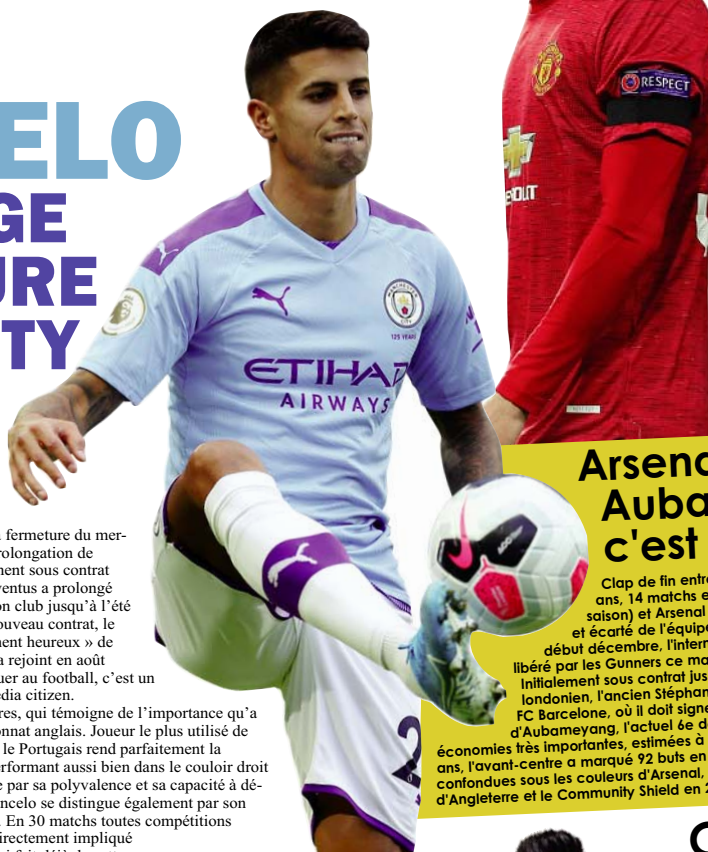 ELO
GE
URE
TY
fermeture du mer-
rolongation de
ment sous contrat
ventus a prolongé
on club jusqu'à l'été
ouveau contrat, le
ment heureux » de
a rejoint en août
uer au football, c'est un
édia citizen.
res, qui témoigne de l'importance qu'a
onnat anglais. Joueur le plus utilisé de
le Portugais rend parfaitement la
erformant aussi bien dans le couloir droit
e par sa polyvalence et sa capacité à dé-
ncelo se distingue également par son
. En 30 matchs toutes compétitions
directement impliqué
MANCHESTER
CITY
125 YEARS
ETIHAD
AIRWAYS
2
RESPECT
Arsena
Auba
c'est
Clap de fin entre
ans, 14 matchs e
saison) et Arsenal
et écarté de l'équipe
début décembre, l'intern
libéré par les Gunners ce ma
Initialement sous contrat jus
londonien, l'ancien Stéphan
FC Barcelone, où il doit signe
d'Aubameyang, l'actuel 6e d
économies très importantes, estimées à
ans, l'avant-centre a marqué 92 buts en
confondues sous les couleurs d'Arsenal,
d'Angleterre et le Community Shield en 2